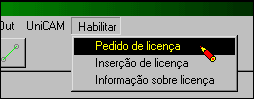 Out UniCAM Habilitar
Pedido de licença
Inserção de licença
Informação sobre licença